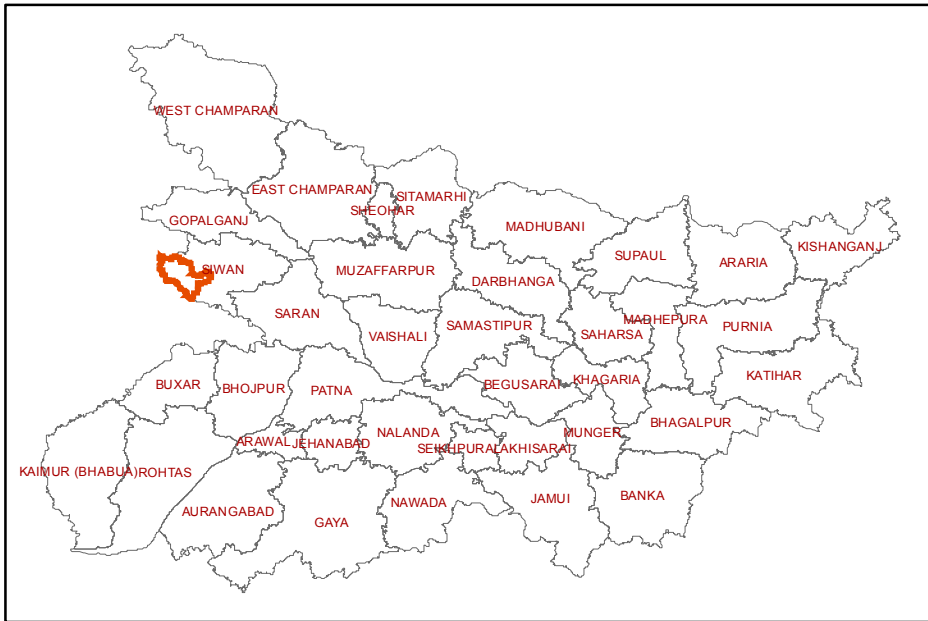 WEST CHAMPARAN
EAST CHAMPARAN
SITAMARHI
SHEOHAR
GOPALGANJ
MADHUBANI
KISHANGANJ
SUPAUL
ARARIA
SIWAN
MUZAFFARPUR
DARBHANGA
SARAN
MADHEPURA
SAMASTIPUR
PURNIA
VAISHALI
SAHARSA
KATIHAR
BUXAR
BHOJPUR
PATNA
BEGUSARAI
KHAGARIA
BHAGALPUR
NALANDA
MUNGER
ARAWAL
JEHANABAD
SEIKHPURA
LAKHISARAI
KAIMUR (BHABUA)
ROHTAS
BANKA
JAMUI
NAWADA
AURANGABAD
GAYA